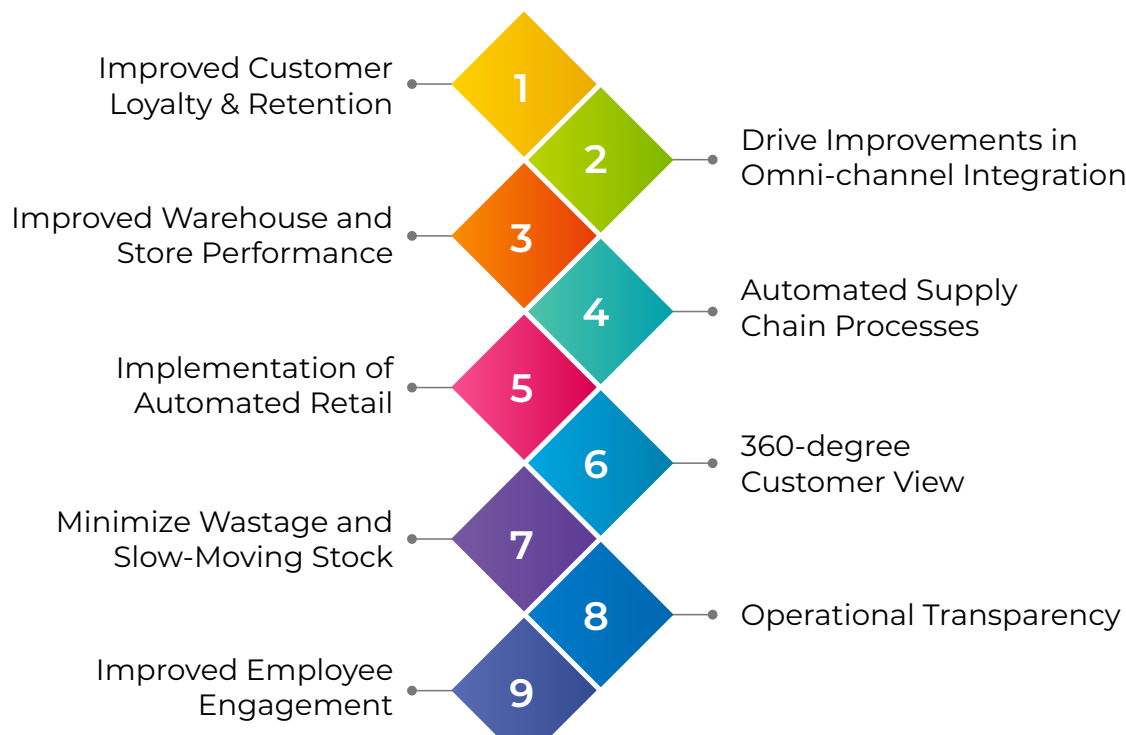 Improved Customer
Loyalty & Retention
1
2
Drive Improvements in
Omni-channel Integration
Improved Warehouse and
Store Performance
3
4
Automated Supply
Chain Processes
Implementation of
Automated Retail
5
6
360-degree
Customer View
Minimize Wastage and
Slow-Moving Stock
7
8
Operational Transparency
Improved Employee
Engagement
9